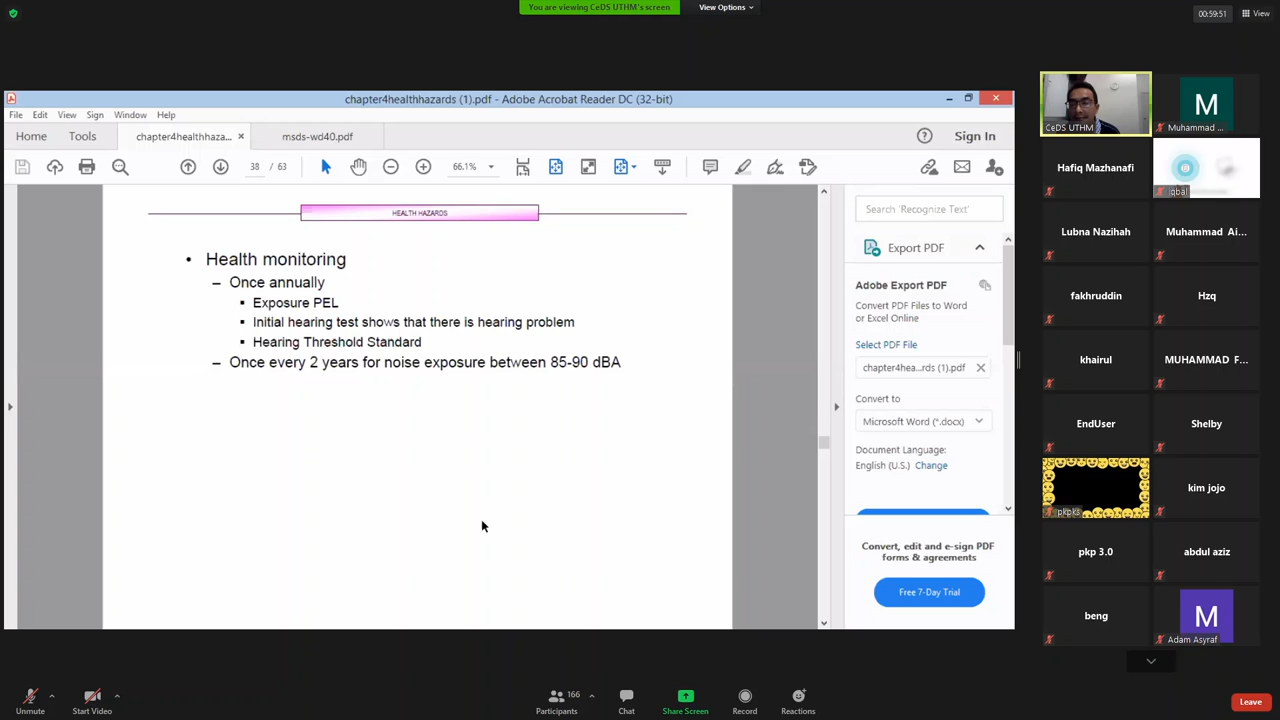 You are viewing CeDS UTHM's screen
View Options
00:59:51
View
chapter4healthhazards (1).pdf - Adobe Acrobat Reader DC (32-bit)
File Edit View Sign Window Help
Home Tools chapter4healthhaza... msds-wd40.pdf Sign In
38 / 63 66.1%
HEALTH HAZARDS
• Health monitoring
– Once annually
▪ Exposure PEL
▪ Initial hearing test shows that there is hearing problem
▪ Hearing Threshold Standard
– Once every 2 years for noise exposure between 85-90 dBA
Search 'Recognize Text'
Export PDF
Adobe Export PDF
Convert PDF Files to Word
or Excel Online
Select PDF File
chapter4hea...rds (1).pdf
Convert to
Microsoft Word (*.docx)
Document Language:
English (U.S.) Change
Convert, edit and e-sign PDF
forms & agreements
Free 7-Day Trial
CeDS UTHM
M
Muhammad ...
Hafiq Mazhanafi
iqbal
Lubna Nazihah
Muhammad Ai...
fakhruddin
Hzq
khairul
MUHAMMAD F...
EndUser
Shelby
pkpks
kim jojo
pkp 3.0
abdul aziz
beng
M
Adam Asyraf
Unmute
Start Video
166
Participants
Chat
Share Screen
Record
Reactions
Leave